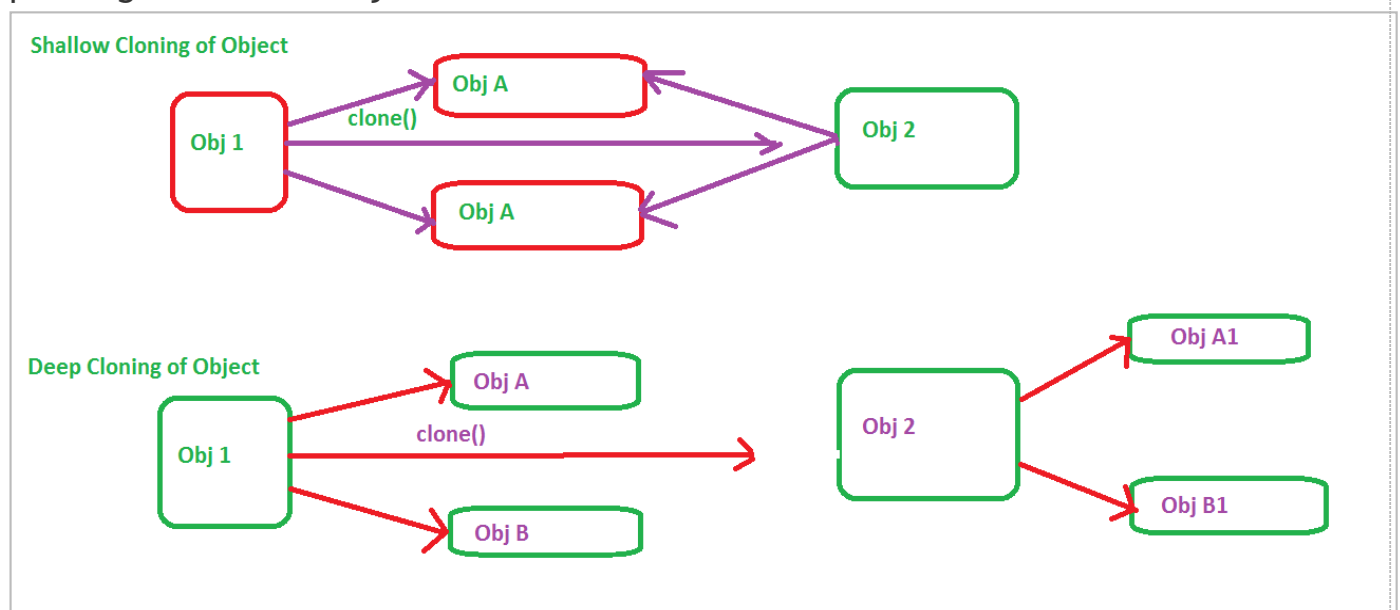 Shallow Cloning of Object
Obj A
clone()
Obj 1
Obj 2
Obj A
Deep Cloning of Object
Obj A
Obj A1
clone()
Obj 1
Obj 2
Obj B
Obj B1